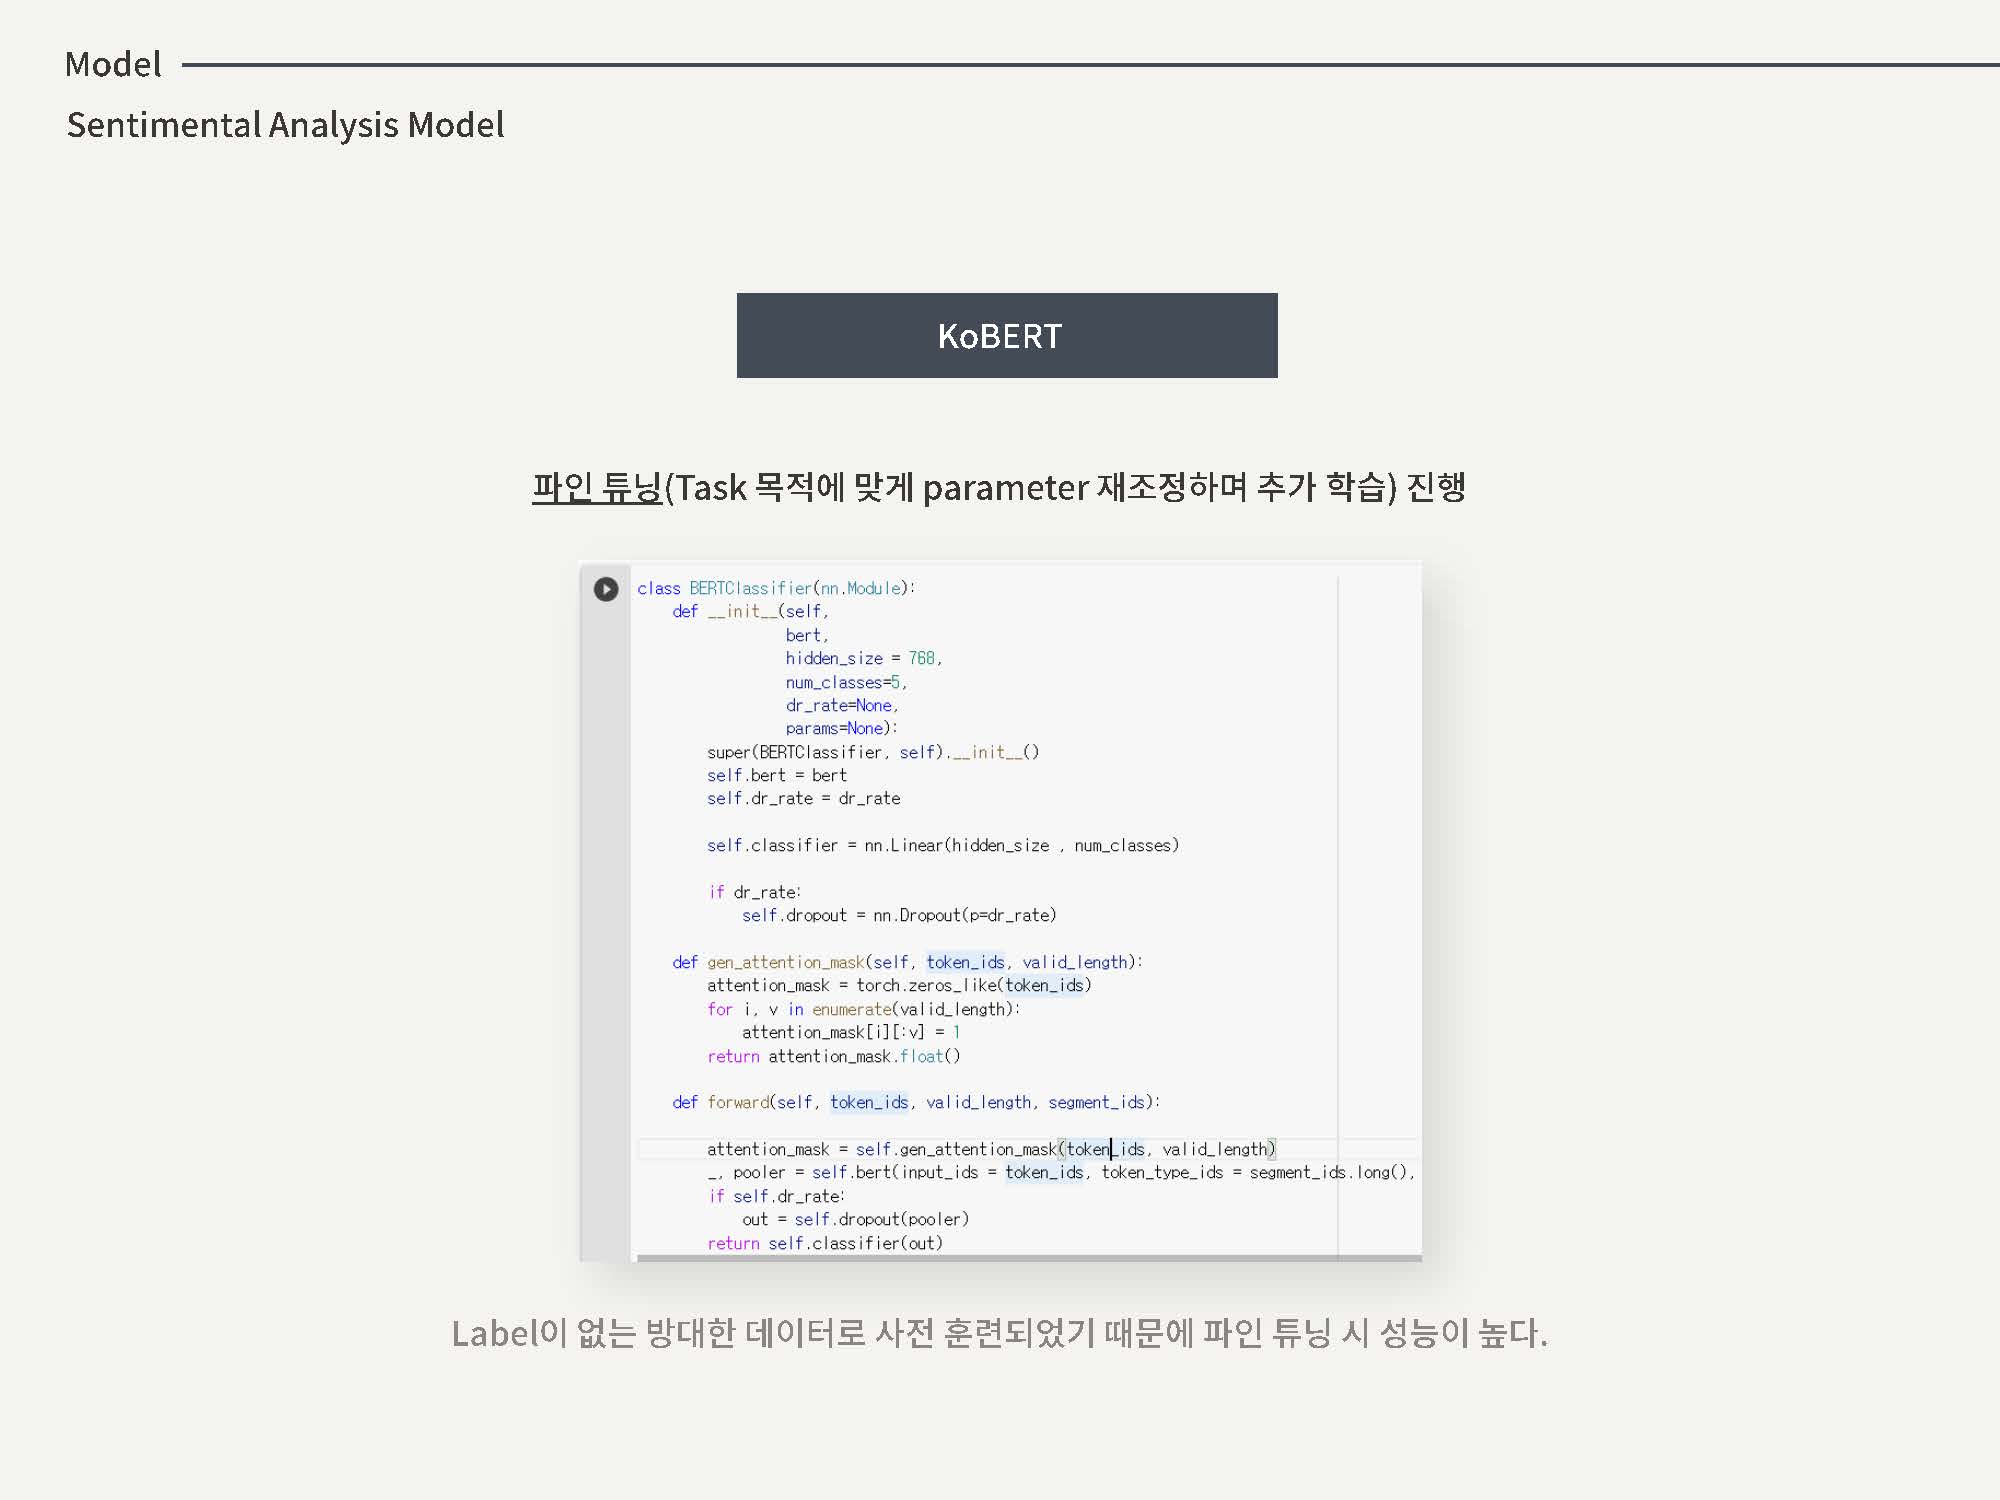 Model
Sentimental Analysis Model
KoBERT
파인 튜닝(Task 목적에 맞게 parameter 재조정하며 추가 학습) 진행
class BERTClassifier(nn.Module):
    def __init__(self,
                 bert,
                 hidden_size = 768,
                 num_classes=5,
                 dr_rate=None,
                 params=None):
        super(BERTClassifier, self).__init__()
        self.bert = bert
        self.dr_rate = dr_rate
        self.classifier = nn.Linear(hidden_size , num_classes)
        if dr_rate:
            self.dropout = nn.Dropout(p=dr_rate)
    def gen_attention_mask(self, token_ids, valid_length):
        attention_mask = torch.zeros_like(token_ids)
        for i, v in enumerate(valid_length):
            attention_mask[i][:v] = 1
        return attention_mask.float()
    def forward(self, token_ids, valid_length, segment_ids):
        attention_mask = self.gen_attention_mask(token_ids, valid_length)
        _, pooler = self.bert(input_ids = token_ids, token_type_ids = segment_ids.long(),
        if self.dr_rate:
            out = self.dropout(pooler)
        return self.classifier(out)
Label이 없는 방대한 데이터로 사전 훈련되었기 때문에 파인 튜닝 시 성능이 높다.